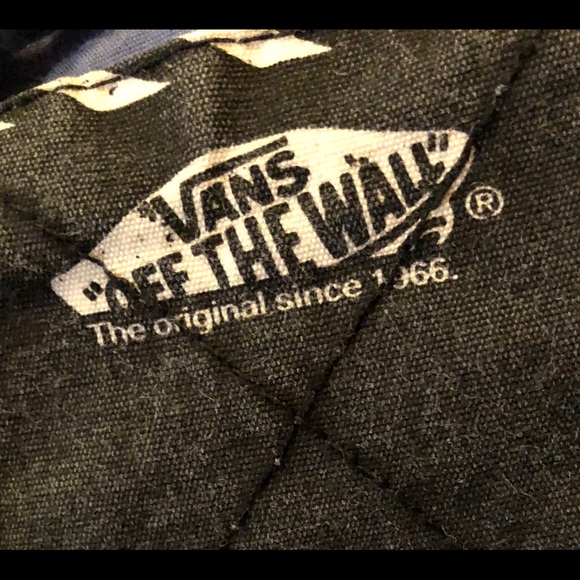 "VANS
"OFF THE WALL"
®
The original since 1966.